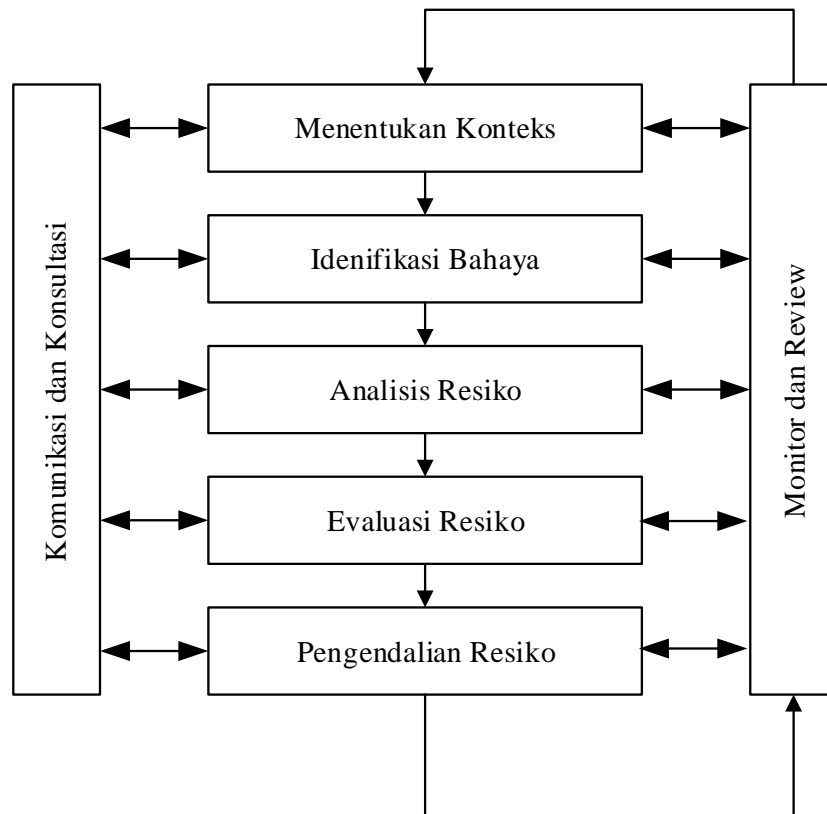 Komunikasi dan Konsultasi
Menentukan Konteks
Idenifikasi Bahaya
Analisis Resiko
Evaluasi Resiko
Pengendalian Resiko
Monitor dan Review